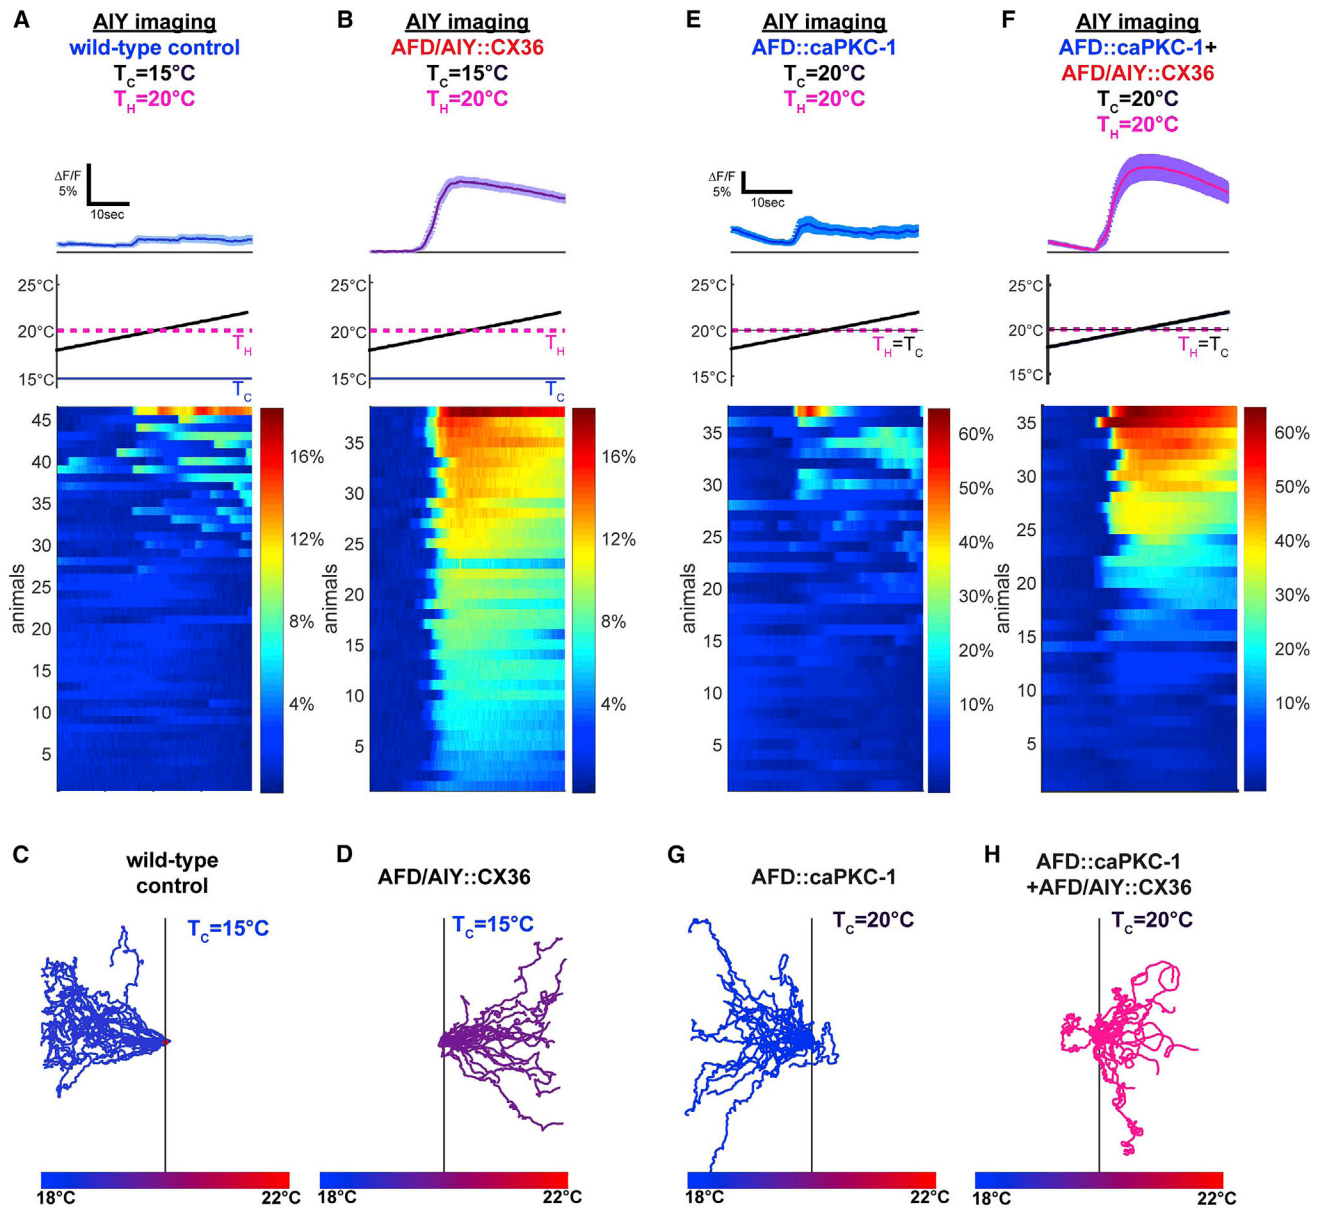 A
AIY imaging
wild-type control
TC=15°C
TH=20°C
ΔF/F
5%
10sec
25°C
20°C
15°C
TH
TC
animals
45
40
35
30
25
20
15
10
5
16%
12%
8%
4%
B
AIY imaging
AFD/AIY::CX36
TC=15°C
TH=20°C
25°C
20°C
15°C
TH
TC
animals
35
30
25
20
15
10
5
16%
12%
8%
4%
E
AIY imaging
AFD::caPKC-1
TC=20°C
TH=20°C
ΔF/F
5%
10sec
25°C
20°C
15°C
TH=TC
animals
35
30
25
20
15
10
5
60%
50%
40%
30%
20%
10%
F
AIY imaging
AFD::caPKC-1+
AFD/AIY::CX36
TC=20°C
TH=20°C
25°C
20°C
15°C
TH=TC
animals
35
30
25
20
15
10
5
60%
50%
40%
30%
20%
10%
C
wild-type
control
TC=15°C
18°C
22°C
D
AFD/AIY::CX36
TC=15°C
18°C
22°C
G
AFD::caPKC-1
TC=20°C
18°C
22°C
H
AFD::caPKC-1
+AFD/AIY::CX36
TC=20°C
18°C
22°C